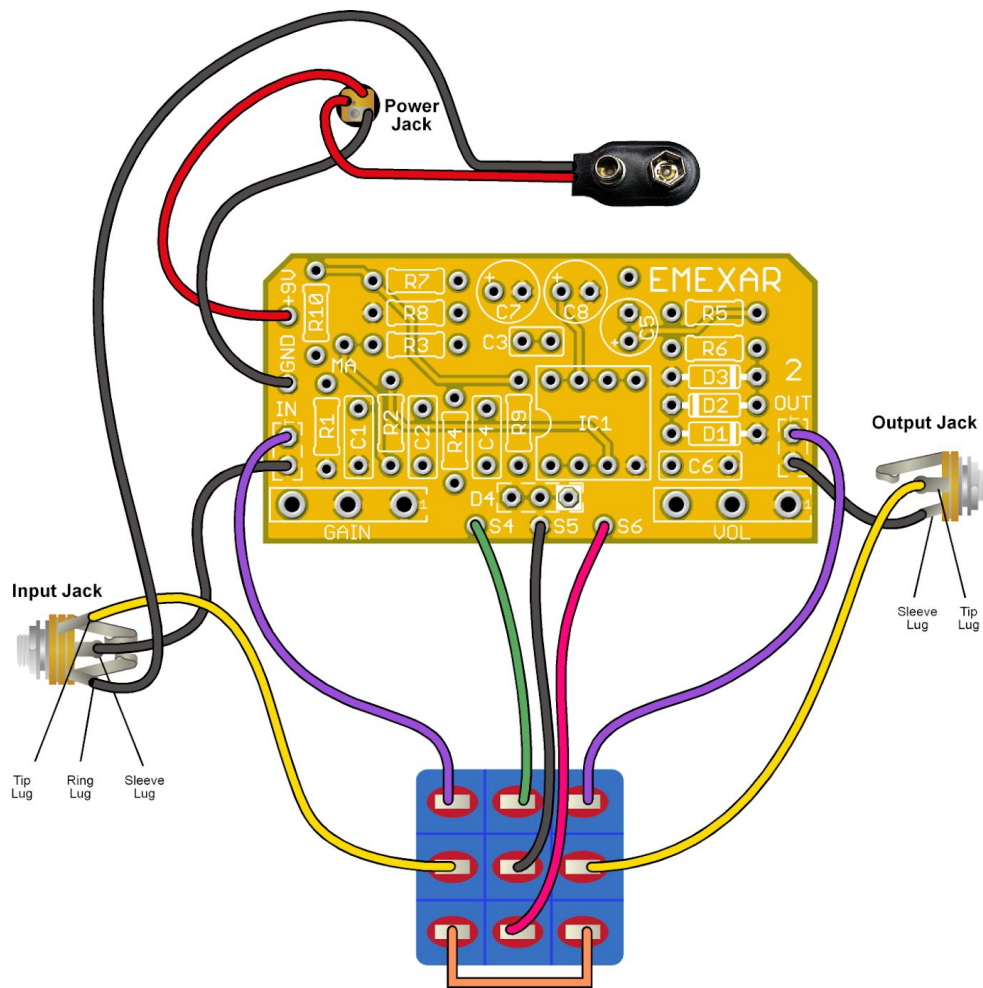 Power
Jack
EMEXAR
+9V
GND
IN
R10
R7
R8
R3
MA
C7
C8
C3
C5
R5
R6
D3
D2
D1
2
OUT
R1
C1
R2
C2
R4
C4
R9
IC1
C6
D4
1
1
GAIN
S4
S5
S6
VOL
Output Jack
Sleeve
Lug
Tip
Lug
Input Jack
Tip
Lug
Ring
Lug
Sleeve
Lug